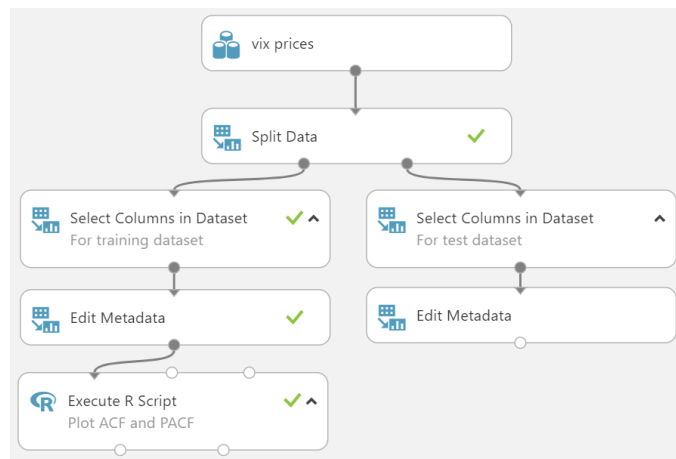 vix prices
Split Data
Select Columns in Dataset
For training dataset
Select Columns in Dataset
For test dataset
Edit Metadata
Edit Metadata
R
Execute R Script
Plot ACF and PACF